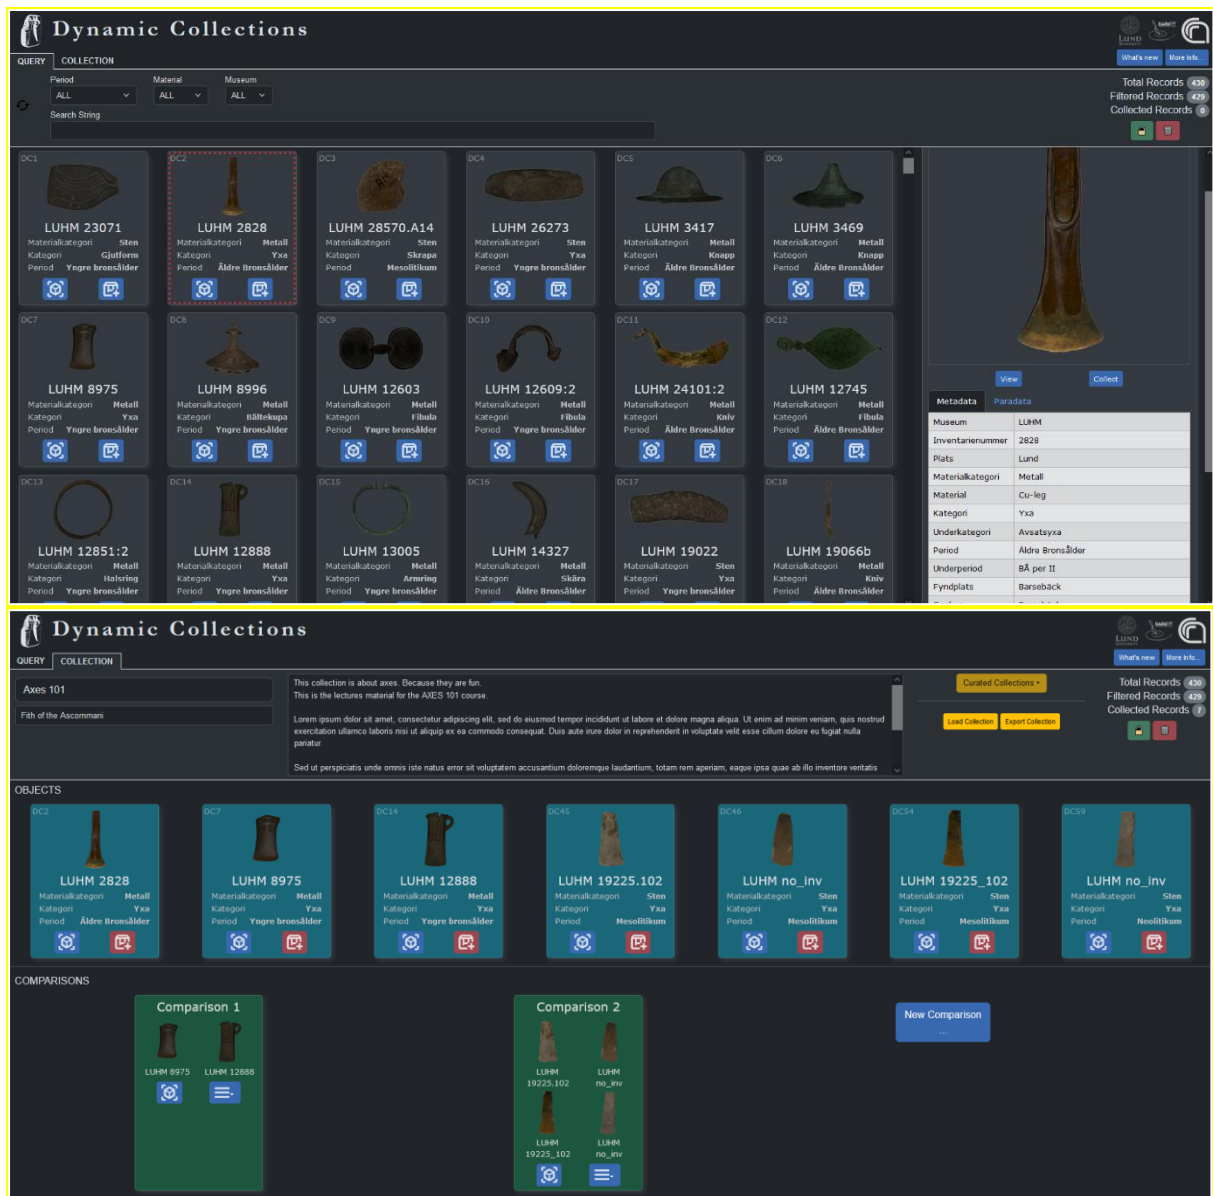 Dynamic Collections
LUND
UNIVERSITY
QUERY COLLECTION
What's new More Info...
Period Material Museum
ALL ALL ALL
Search String
Total Records 430
Filtered Records 429
Collected Records 0
DC1 DC2 DC3 DC4 DC5 DC6
LUHM 23071 LUHM 2828 LUHM 28570.A14 LUHM 26273 LUHM 3417 LUHM 3469
Materialkategori Sten Materialkategori Metall Materialkategori Sten Materialkategori Sten Materialkategori Metall Materialkategori Metall
Kategori Gjutform Kategori Yxa Kategori Skrapa Kategori Yxa Kategori Knapp Kategori Knapp
Period Yngre bronsålder Period Äldre Bronsålder Period Mesolitikum Period Yngre bronsålder Period Äldre Bronsålder Period Äldre Bronsålder
DC7 DC8 DC9 DC10 DC11 DC12
LUHM 8975 LUHM 8996 LUHM 12603 LUHM 12609:2 LUHM 24101:2 LUHM 12745
Materialkategori Metall Materialkategori Metall Materialkategori Metall Materialkategori Metall Materialkategori Metall Materialkategori Metall
Kategori Yxa Kategori Bältekupa Kategori Fibula Kategori Fibula Kategori Kniv Kategori Fibula
Period Yngre bronsålder Period Yngre bronsålder Period Yngre bronsålder Period Yngre bronsålder Period Äldre Bronsålder Period Äldre Bronsålder
DC13 DC14 DC15 DC16 DC17 DC18
LUHM 12851:2 LUHM 12888 LUHM 13005 LUHM 14327 LUHM 19022 LUHM 19066b
Materialkategori Metall Materialkategori Metall Materialkategori Metall Materialkategori Metall Materialkategori Sten Materialkategori Metall
Kategori Halsring Kategori Yxa Kategori Armring Kategori Skära Kategori Yxa Kategori Kniv
Period Yngre bronsålder Period Yngre bronsålder Period Yngre bronsålder Period Äldre Bronsålder Period Yngre bronsålder Period Äldre Bronsålder
View Collect
Metadata Paradata
Museum LUHM
Inventarienummer 2828
Plats Lund
Materialkategori Metall
Material Cu-leg
Kategori Yxa
Underkategori Avsatsyxa
Period Äldre Bronsålder
Underperiod BÅ per II
Fyndplats Barsebäck
Dynamic Collections
LUND
UNIVERSITY
QUERY COLLECTION
What's new More Info...
Axes 101
Fith of the Ascommani
This collection is about axes. Because they are fun.
This is the lectures material for the AXES 101 course.
Lorem ipsum dolor sit amet, consectetur adipiscing elit, sed do eiusmod tempor incididunt ut labore et dolore magna aliqua. Ut enim ad minim veniam, quis nostrud
exercitation ullamco laboris nisi ut aliquip ex ea commodo consequat. Duis aute irure dolor in reprehenderit in voluptate velit esse cillum dolore eu fugiat nulla
pariatur.
Sed ut perspiciatis unde omnis iste natus error sit voluptatem accusantium doloremque laudantium, totam rem aperiam, eaque ipsa quae ab illo inventore veritatis
Curated Collections
Load Collection Export Collection
Total Records 430
Filtered Records 429
Collected Records 7
OBJECTS
DC2 DC7 DC14 DC45 DC46 DC54 DC59
LUHM 2828 LUHM 8975 LUHM 12888 LUHM 19225.102 LUHM no_inv LUHM 19225_102 LUHM no_inv
Materialkategori Metall Materialkategori Metall Materialkategori Metall Materialkategori Sten Materialkategori Sten Materialkategori Sten Materialkategori Sten
Kategori Yxa Kategori Yxa Kategori Yxa Kategori Yxa Kategori Yxa Kategori Yxa Kategori Yxa
Period Äldre Bronsålder Period Yngre bronsålder Period Yngre bronsålder Period Mesolitikum Period Mesolitikum Period Mesolitikum Period Neolitikum
COMPARISONS
Comparison 1
LUHM 8975 LUHM 12888
Comparison 2
LUHM LUHM
19225.102 no_inv
LUHM LUHM
19225_102 no_inv
New Comparison
...